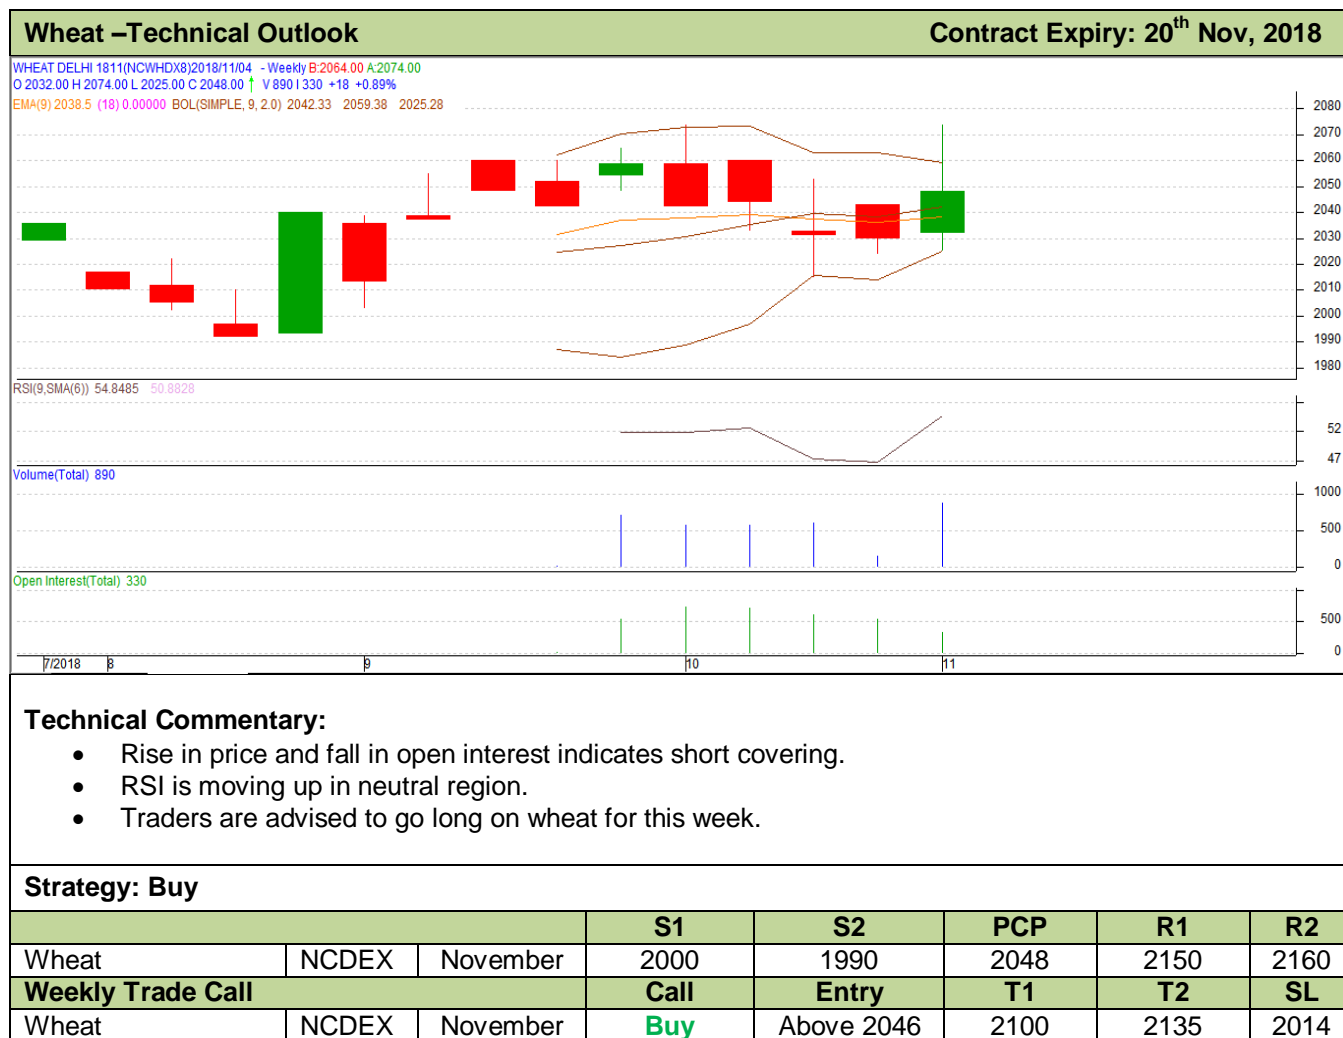 Wheat –Technical Outlook Contract Expiry: 20th Nov, 2018
WHEAT DELHI 1811(NCWHDX8)2018/11/04 - Weekly B:2064.00 A:2074.00
O 2032.00 H 2074.00 L 2025.00 C 2048.00 ↑ V 890 I 330 +18 +0.89%
EMA(9) 2038.5 (18) 0.00000 BOL(SIMPLE, 9, 2.0) 2042.33 2059.38 2025.28
2080
2070
2060
2050
2040
2030
2020
2010
2000
1990
1980
RSI(9,SMA(6)) 54.8485 50.8828
52
47
Volume(Total) 890
1000
500
0
Open Interest(Total) 330
500
0
7/2018 8 9 10 11
Technical Commentary:
• Rise in price and fall in open interest indicates short covering.
• RSI is moving up in neutral region.
• Traders are advised to go long on wheat for this week.
Strategy: Buy
S1 S2 PCP R1 R2
Wheat NCDEX November 2000 1990 2048 2150 2160
Weekly Trade Call Call Entry T1 T2 SL
Wheat NCDEX November Buy Above 2046 2100 2135 2014